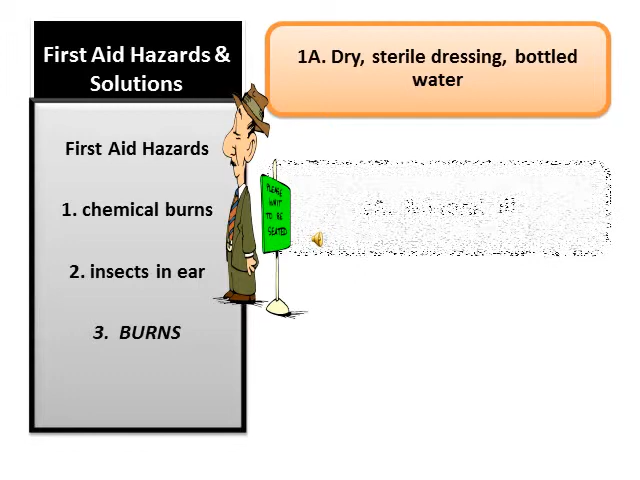 First Aid Hazards &
Solutions
First Aid Hazards
1. chemical burns
2. insects in ear
3. BURNS
1A. Dry, sterile dressing, bottled
water
PLEASE
WAIT
TO BE
SEATED